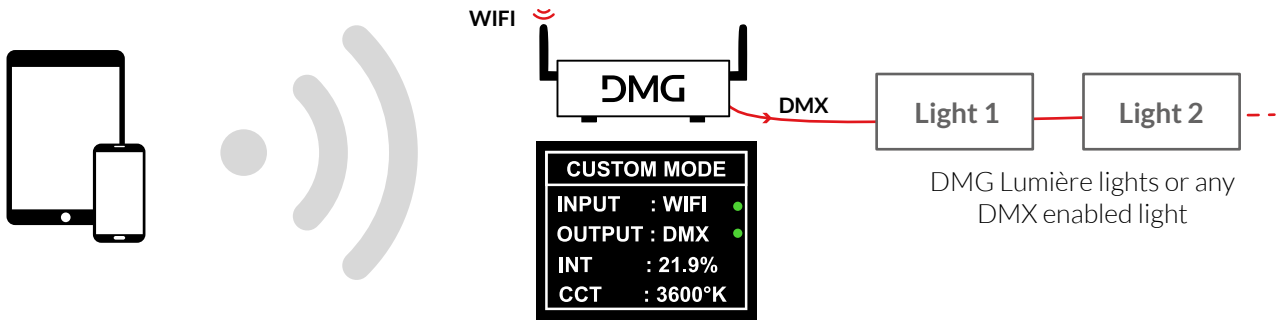 WIFI
DMG
DMX
Light 1
Light 2
CUSTOM MODE
INPUT : WIFI
OUTPUT : DMX
INT : 21.9%
CCT : 3600°K
DMG Lumière lights or any
DMX enabled light